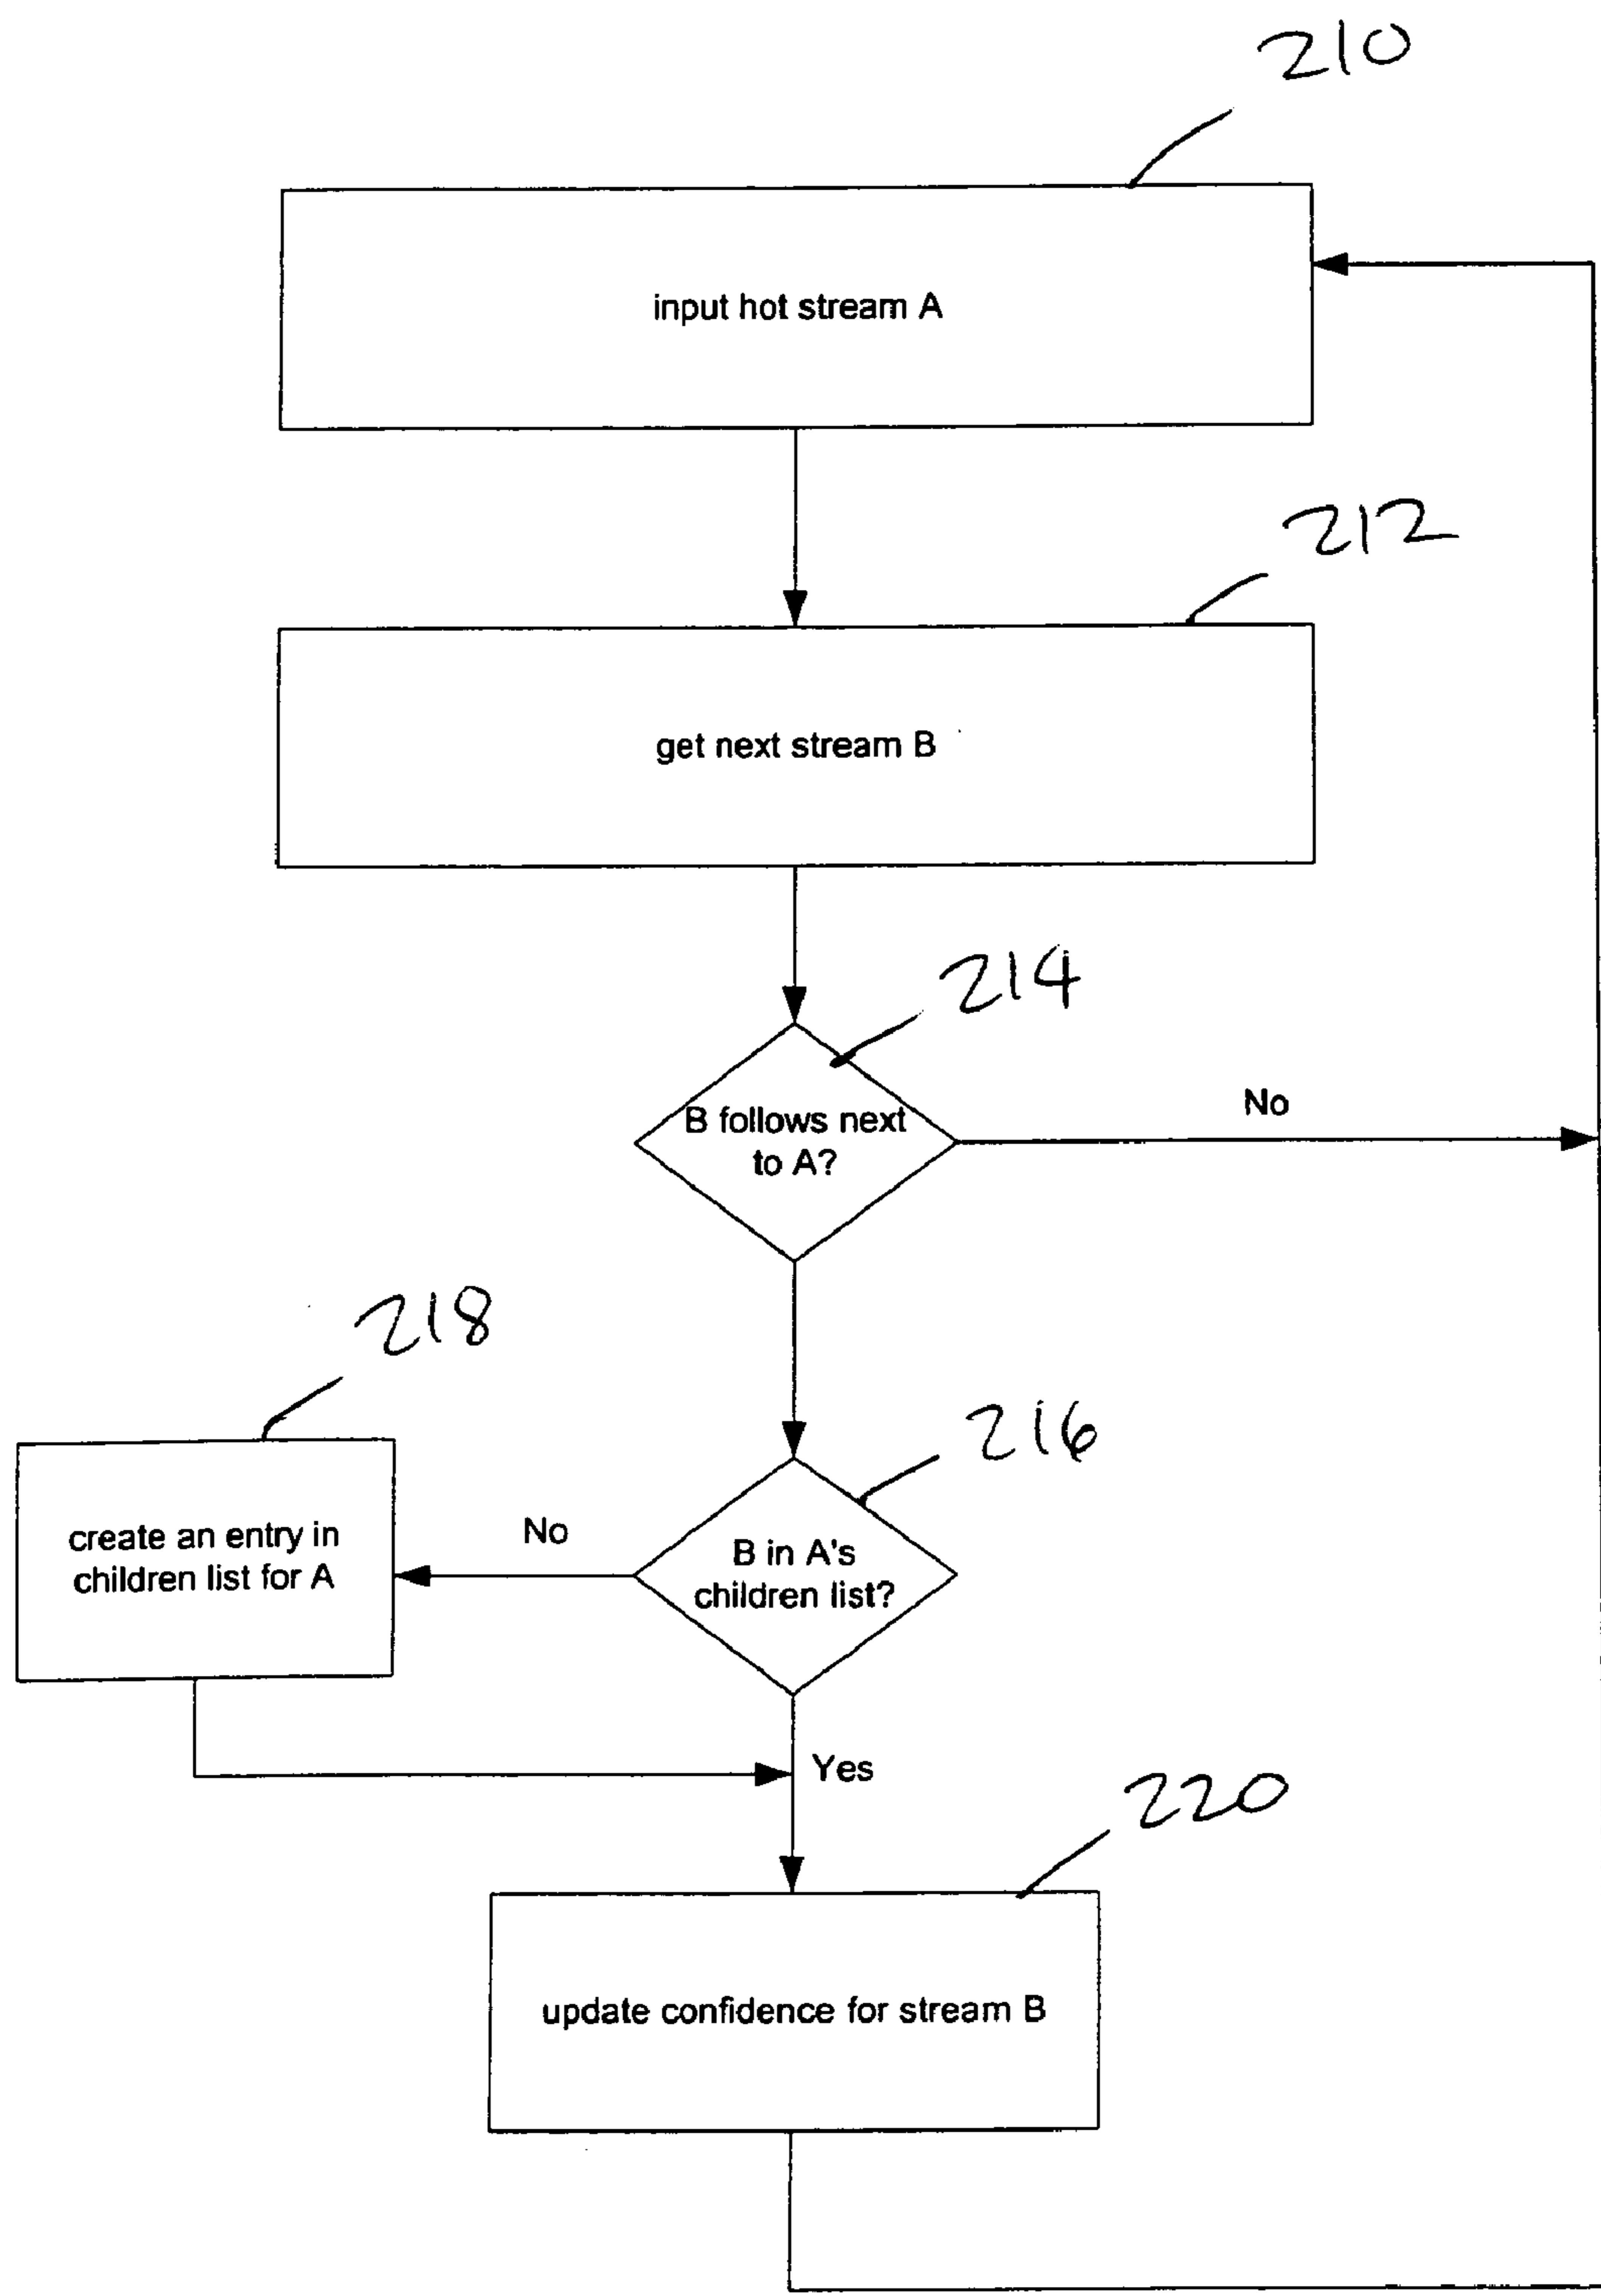 210
input hot stream A
212
get next stream B
214
B follows next
to A?
No
218
216
create an entry in
children list for A
No
B in A's
children list?
Yes
220
update confidence for stream B